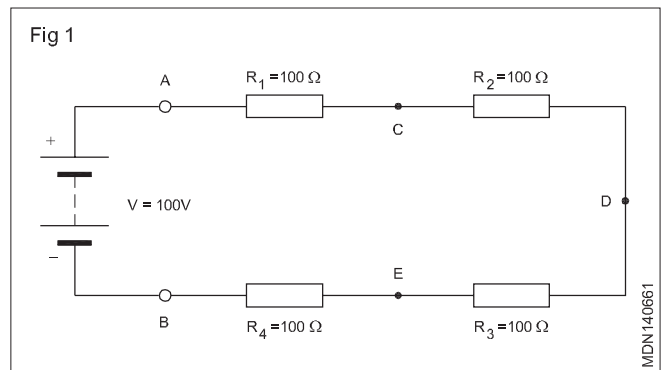 Fig 1
A
R1 =100 Ω
R2 =100 Ω
C
+
V = 100V
D
–
E
B
R4 =100 Ω
R3 =100 Ω
MDN140661